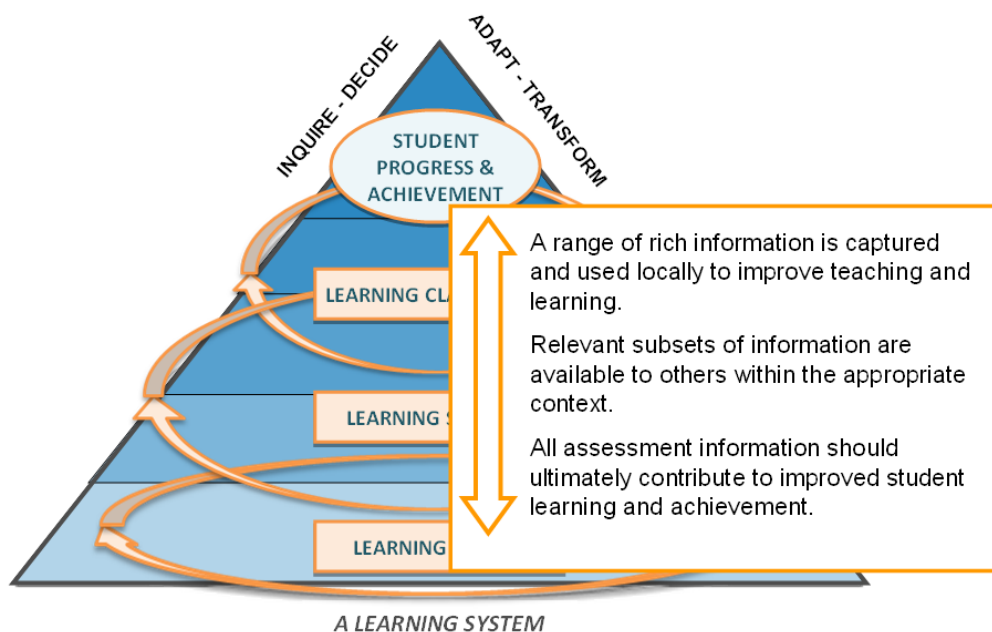 INQUIRE - DECIDE
ADAPT - TRANSFORM
STUDENT
PROGRESS &
ACHIEVEMENT
A range of rich information is captured
and used locally to improve teaching and
learning.
LEARNING CLA
Relevant subsets of information are
available to others within the appropriate
context.
LEARNING S
All assessment information should
ultimately contribute to improved student
learning and achievement.
LEARNING
A LEARNING SYSTEM